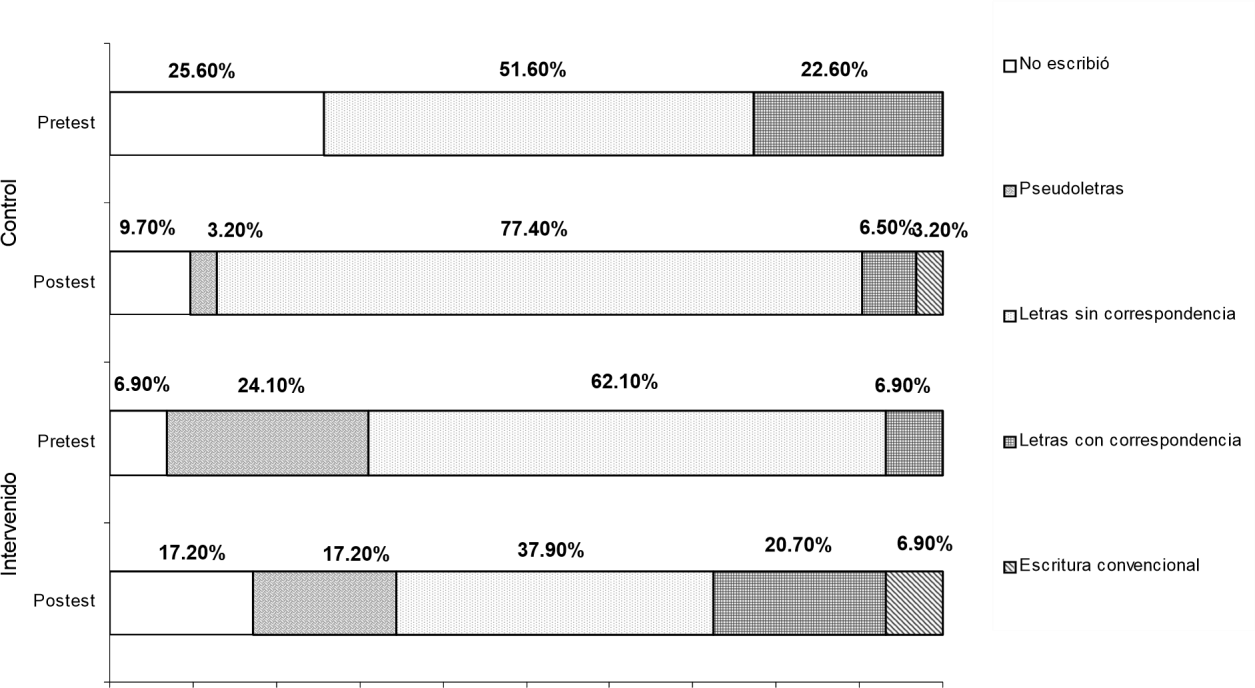 No escribió
25.60% 51.60% 22.60%
Pretest
Pseudoletras
Control
9.70% 3.20% 77.40% 6.50% 3.20%
Postest
Letras sin correspondencia
6.90% 24.10% 62.10% 6.90%
Pretest
Letras con correspondencia
Intervenido
17.20% 17.20% 37.90% 20.70% 6.90%
Postest
Escritura convencional